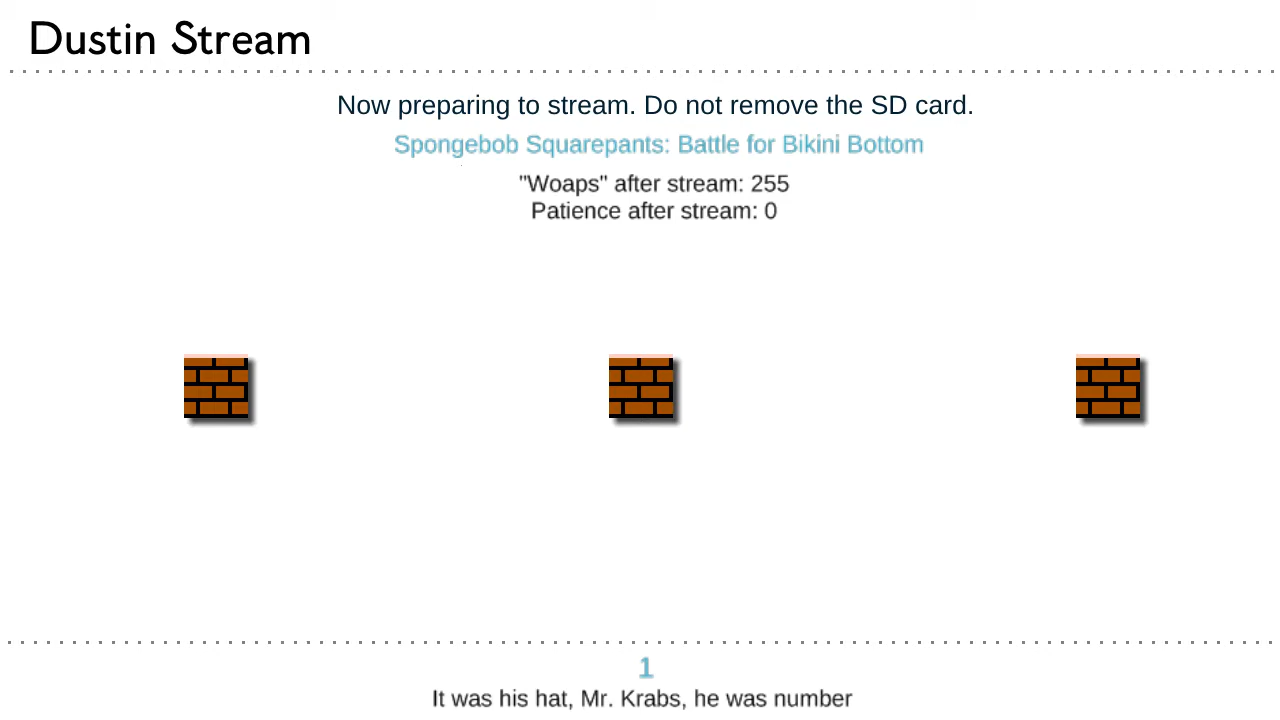 Dustin Stream
Now preparing to stream. Do not remove the SD card.
Spongebob Squarepants: Battle for Bikini Bottom
"Woaps" after stream: 255
Patience after stream: 0
1
It was his hat, Mr. Krabs, he was number